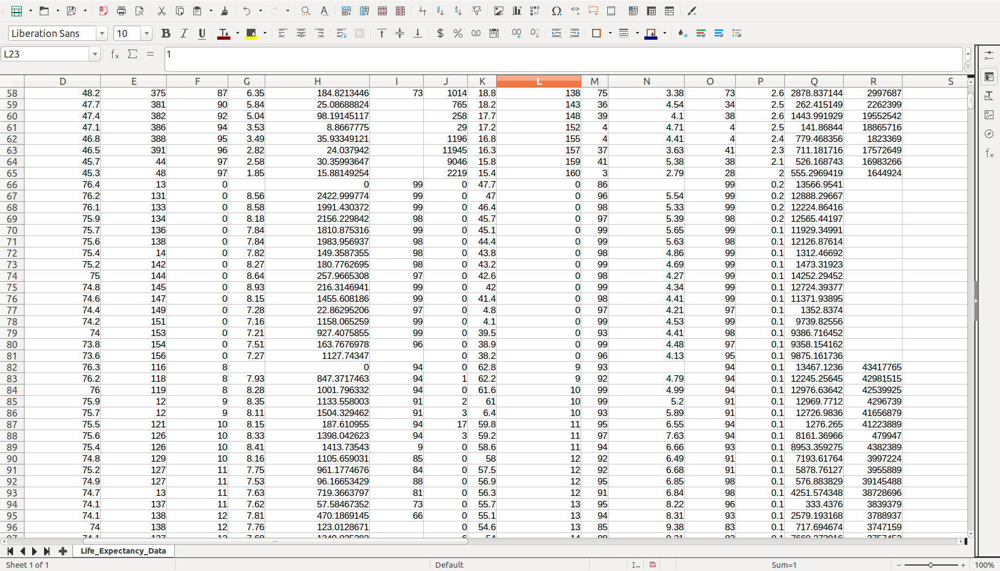 Liberation Sans 10
L23 1
D E F G H I J K L M N O P Q R S
58 48.2 375 87 6.35 184.8213446 73 1014 18.8 138 75 3.38 73 2.6 2878.837144 2997687
59 47.7 381 90 5.84 25.08688824 765 18.2 143 36 4.54 34 2.5 262.415149 2262399
60 47.4 382 92 5.04 98.19145117 258 17.7 148 39 4.1 38 2.6 1443.991929 19552542
61 47.1 386 94 3.53 8.8667775 29 17.2 152 4 4.71 4 2.5 141.86844 18865716
62 46.8 388 95 3.49 35.93349121 1196 16.8 155 4 4.41 4 2.4 779.468356 1823369
63 46.5 391 96 2.82 24.037942 11945 16.3 157 37 3.63 41 2.3 711.181716 17572649
64 45.7 44 97 2.58 30.35993647 9046 15.8 159 41 5.38 38 2.1 526.168743 16983266
65 45.3 48 97 1.85 15.88149254 2219 15.4 160 3 2.79 28 2 555.2969419 1644924
66 76.4 13 0 0 99 0 47.7 0 86 99 0.2 13566.9541
67 76.2 131 0 8.56 2422.999774 99 0 47 0 96 5.54 99 0.2 12888.29667
68 76.1 133 0 8.58 1991.430372 99 0 46.4 0 98 5.33 99 0.2 12224.86416
69 75.9 134 0 8.18 2156.229842 98 0 45.7 0 97 5.39 98 0.2 12565.44197
70 75.7 136 0 7.84 1810.875316 99 0 45.1 0 99 5.65 99 0.1 11929.34991
71 75.6 138 0 7.84 1983.956937 98 0 44.4 0 99 5.63 98 0.1 12126.87614
72 75.4 14 0 7.82 149.3587355 98 0 43.8 0 98 4.86 99 0.1 1312.46692
73 75.2 142 0 8.27 180.7762695 98 0 43.2 0 99 4.69 99 0.1 1473.31923
74 75 144 0 8.64 257.9665308 97 0 42.6 0 98 4.27 99 0.1 14252.29452
75 74.8 145 0 8.93 216.3146941 99 0 42 0 99 4.34 99 0.1 12724.39377
76 74.6 147 0 8.15 1455.608186 99 0 41.4 0 98 4.41 99 0.1 11371.93895
77 74.4 149 0 7.28 22.86295206 97 0 4.8 0 97 4.21 97 0.1 1352.8374
78 74.2 151 0 7.16 1158.065259 99 0 4.1 0 99 4.53 99 0.1 9739.82556
79 74 153 0 7.21 927.4075855 99 0 39.5 0 93 4.41 98 0.1 9386.716452
80 73.8 154 0 7.51 163.7676978 96 0 38.9 0 99 4.48 97 0.1 9358.154162
81 73.6 156 0 7.27 1127.74347 0 38.2 0 96 4.13 95 0.1 9875.161736
82 76.3 116 8 0 94 0 62.8 9 93 94 0.1 13467.1236 43417765
83 76.2 118 8 7.93 847.3717463 94 1 62.2 9 92 4.79 94 0.1 12245.25645 42981515
84 76 119 8 8.28 1001.796332 94 0 61.6 10 99 4.99 94 0.1 12976.63642 42539925
85 75.9 12 9 8.35 1133.558003 91 2 61 10 99 5.2 91 0.1 12969.7712 4296739
86 75.7 12 9 8.11 1504.329462 91 3 6.4 10 93 5.89 91 0.1 12726.9836 41656879
87 75.5 121 10 8.15 187.610955 94 17 59.8 11 95 6.55 94 0.1 1276.265 41223889
88 75.6 126 10 8.33 1398.042623 94 3 59.2 11 97 7.63 94 0.1 8161.36966 479947
89 75.4 126 10 8.41 1413.73543 9 0 58.6 11 94 6.66 93 0.1 8953.359275 4382389
90 74.8 129 10 8.16 1105.659031 85 0 58 12 92 6.49 91 0.1 7193.61764 3997224
91 75.2 127 11 7.75 961.1774676 84 0 57.5 12 92 6.68 91 0.1 5878.76127 3955889
92 74.9 127 11 7.53 96.16653429 88 0 56.9 12 95 6.85 98 0.1 576.883829 39145488
93 74.7 13 11 7.63 719.3663797 81 0 56.3 12 91 6.84 98 0.1 4251.574348 38728696
94 74.1 137 11 7.62 57.58467352 73 0 55.7 13 95 8.22 96 0.1 333.4376 3839379
95 74.1 138 12 7.81 470.1869145 66 0 55.1 13 94 8.31 93 0.1 2579.193168 3788937
96 74 138 12 7.76 123.0128671 0 54.6 13 85 9.38 83 0.1 717.694674 3747159
Life_Expectancy_Data
Sheet 1 of 1 Default Sum=1 100%